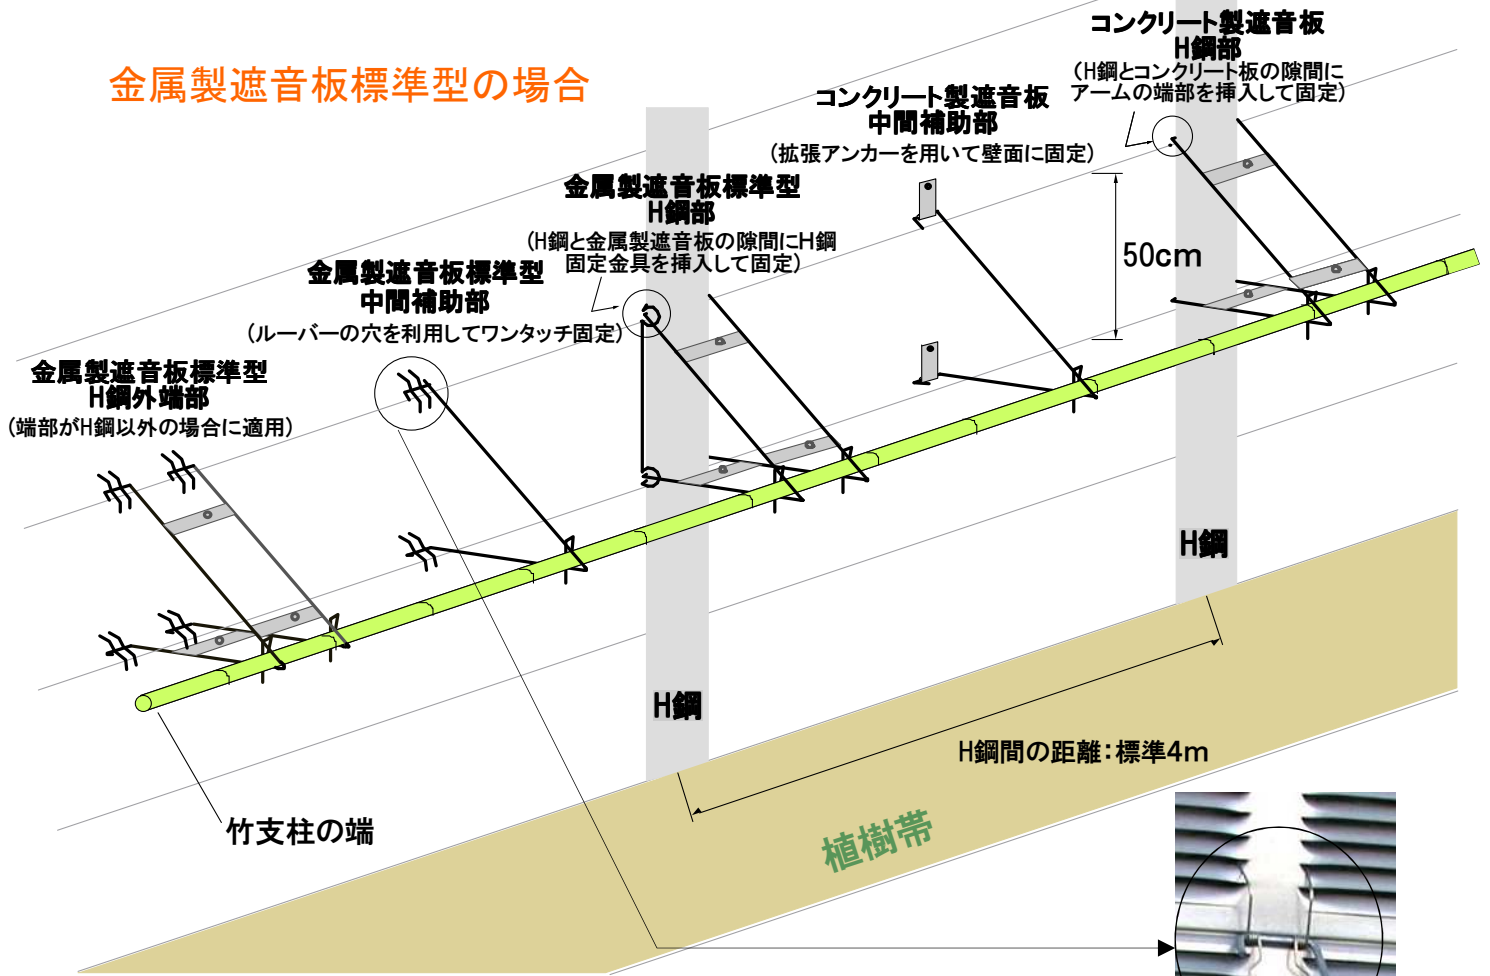 金属製遮音板標準型の場合
コンクリート製遮音板
H鋼部
(H鋼とコンクリート板の隙間に
アームの端部を挿入して固定)
コンクリート製遮音板
中間補助部
(拡張アンカーを用いて壁面に固定)
金属製遮音板標準型
H鋼部
(H鋼と金属製遮音板の隙間にH鋼
固定金具を挿入して固定)
金属製遮音板標準型
中間補助部
(ルーバーの穴を利用してワンタッチ固定)
金属製遮音板標準型
H鋼外端部
(端部がH鋼以外の場合に適用)
50cm
H鋼
H鋼
H鋼間の距離：標準4m
竹支柱の端
植樹帯